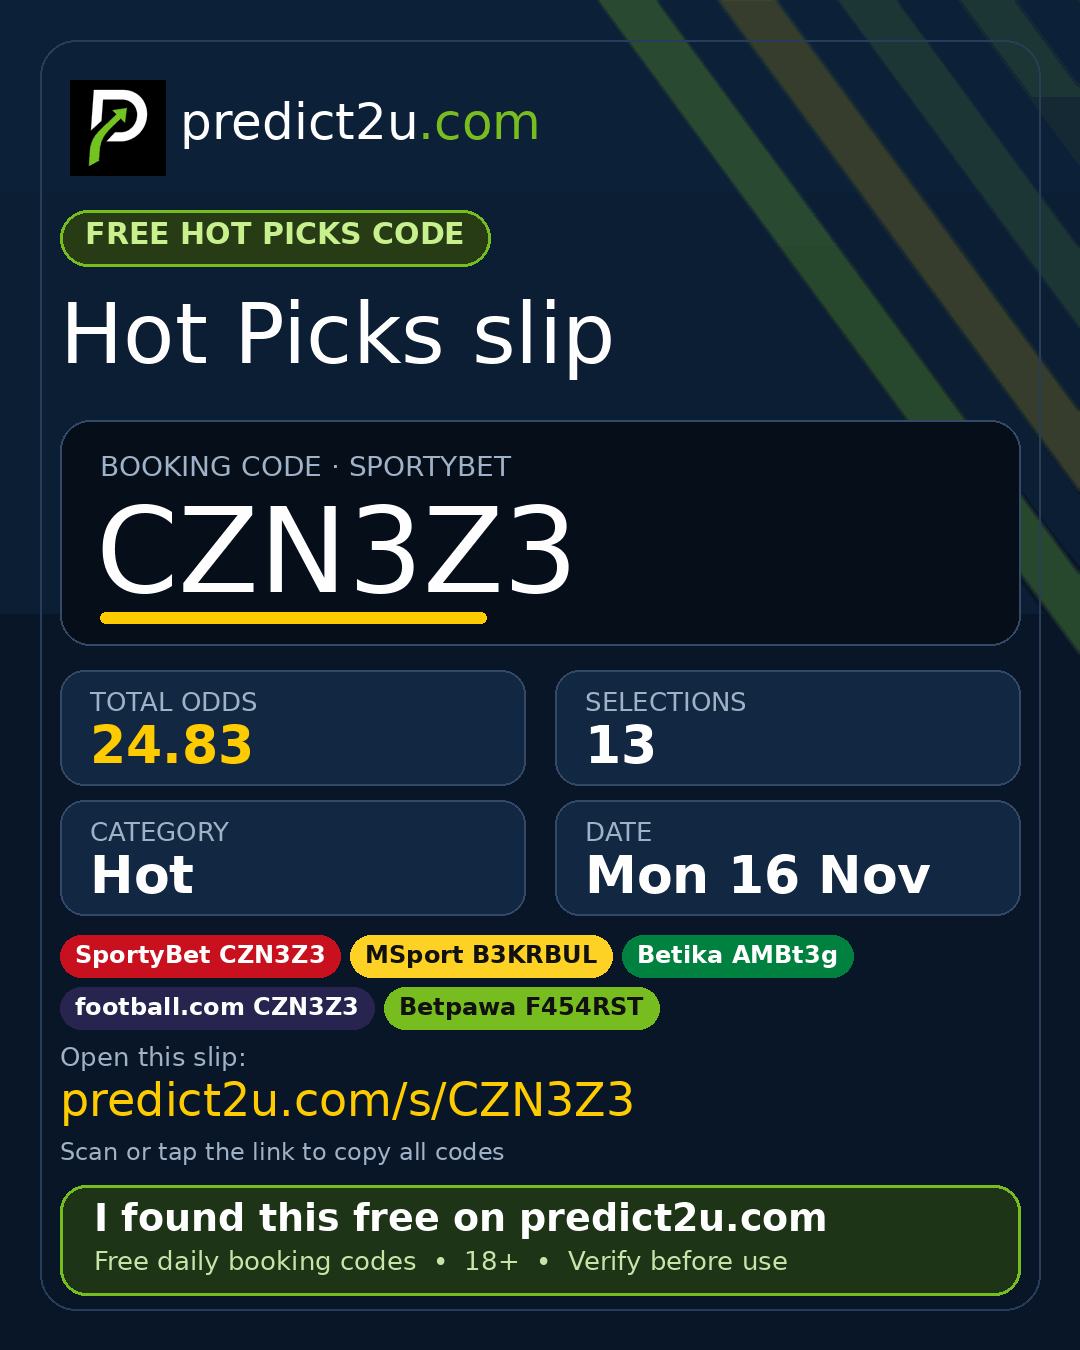 predict2u.com
FREE HOT PICKS CODE
Hot Picks slip
BOOKING CODE · SPORTYBET
CZN3Z3
TOTAL ODDS
24.83
SELECTIONS
13
CATEGORY
Hot
DATE
Mon 16 Nov
SportyBet CZN3Z3
MSport B3KRBUL
Betika AMBt3g
football.com CZN3Z3
Betpawa F454RST
Open this slip:
predict2u.com/s/CZN3Z3
Scan or tap the link to copy all codes
I found this free on predict2u.com
Free daily booking codes • 18+ • Verify before use